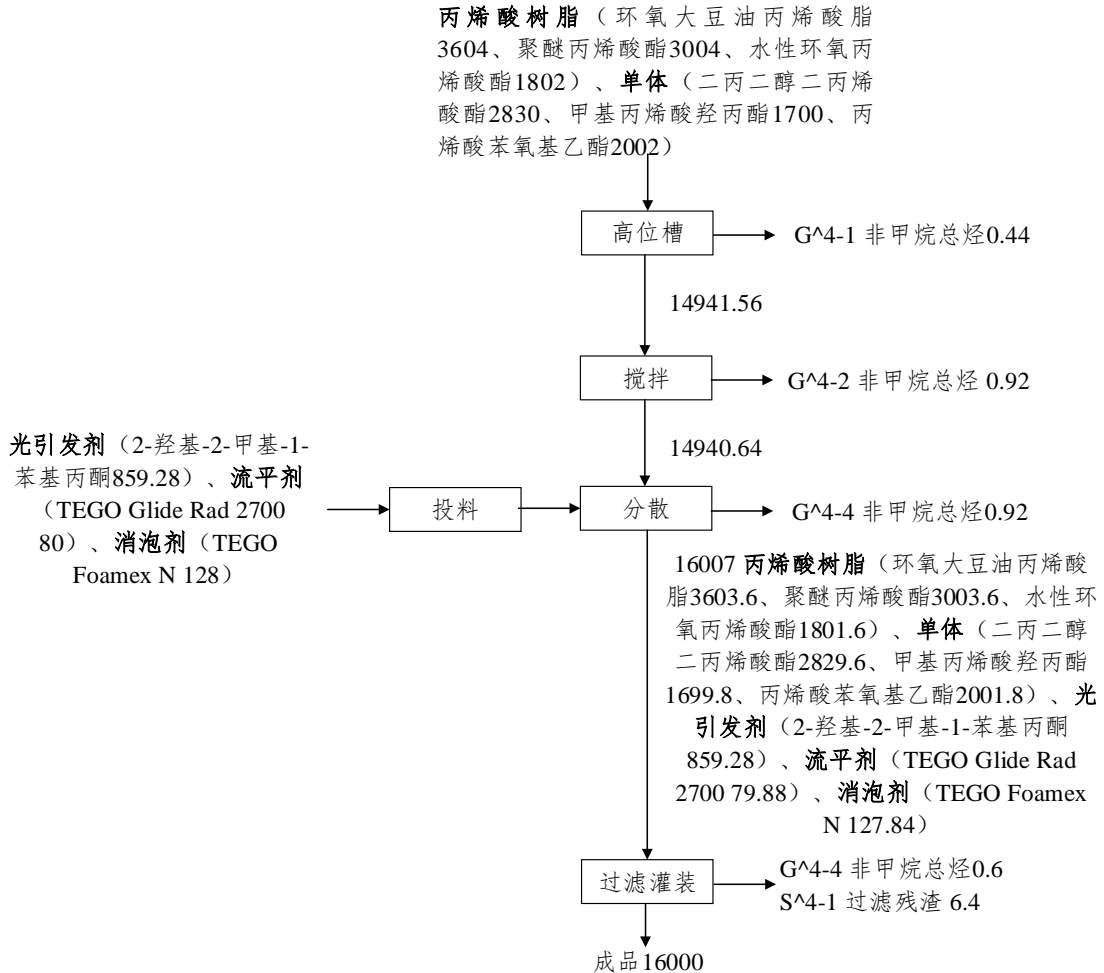 丙烯酸树脂（环氧大豆油丙烯酸脂
3604、聚醚丙烯酸酯3004、水性环氧丙
烯酸酯1802）、单体（二丙二醇二丙烯
酸酯2830、甲基丙烯酸羟丙酯1700、丙
烯酸苯氧基乙酯2002）
高位槽
G^4-1 非甲烷总烃0.44
14941.56
搅拌
G^4-2 非甲烷总烃 0.92
14940.64
光引发剂（2-羟基-2-甲基-1-
苯基丙酮859.28）、流平剂
（TEGO Glide Rad 2700
80）、消泡剂（TEGO
Foamex N 128）
投料
分散
G^4-4 非甲烷总烃0.92
16007 丙烯酸树脂（环氧大豆油丙烯酸
脂3603.6、聚醚丙烯酸酯3003.6、水性环
氧丙烯酸酯1801.6）、单体（二丙二醇
二丙烯酸酯2829.6、甲基丙烯酸羟丙酯
1699.8、丙烯酸苯氧基乙酯2001.8）、光
引发剂（2-羟基-2-甲基-1-苯基丙酮
859.28）、流平剂（TEGO Glide Rad
2700 79.88）、消泡剂（TEGO Foamex
N 127.84）
过滤灌装
G^4-4 非甲烷总烃0.6
S^4-1 过滤残渣 6.4
成品16000